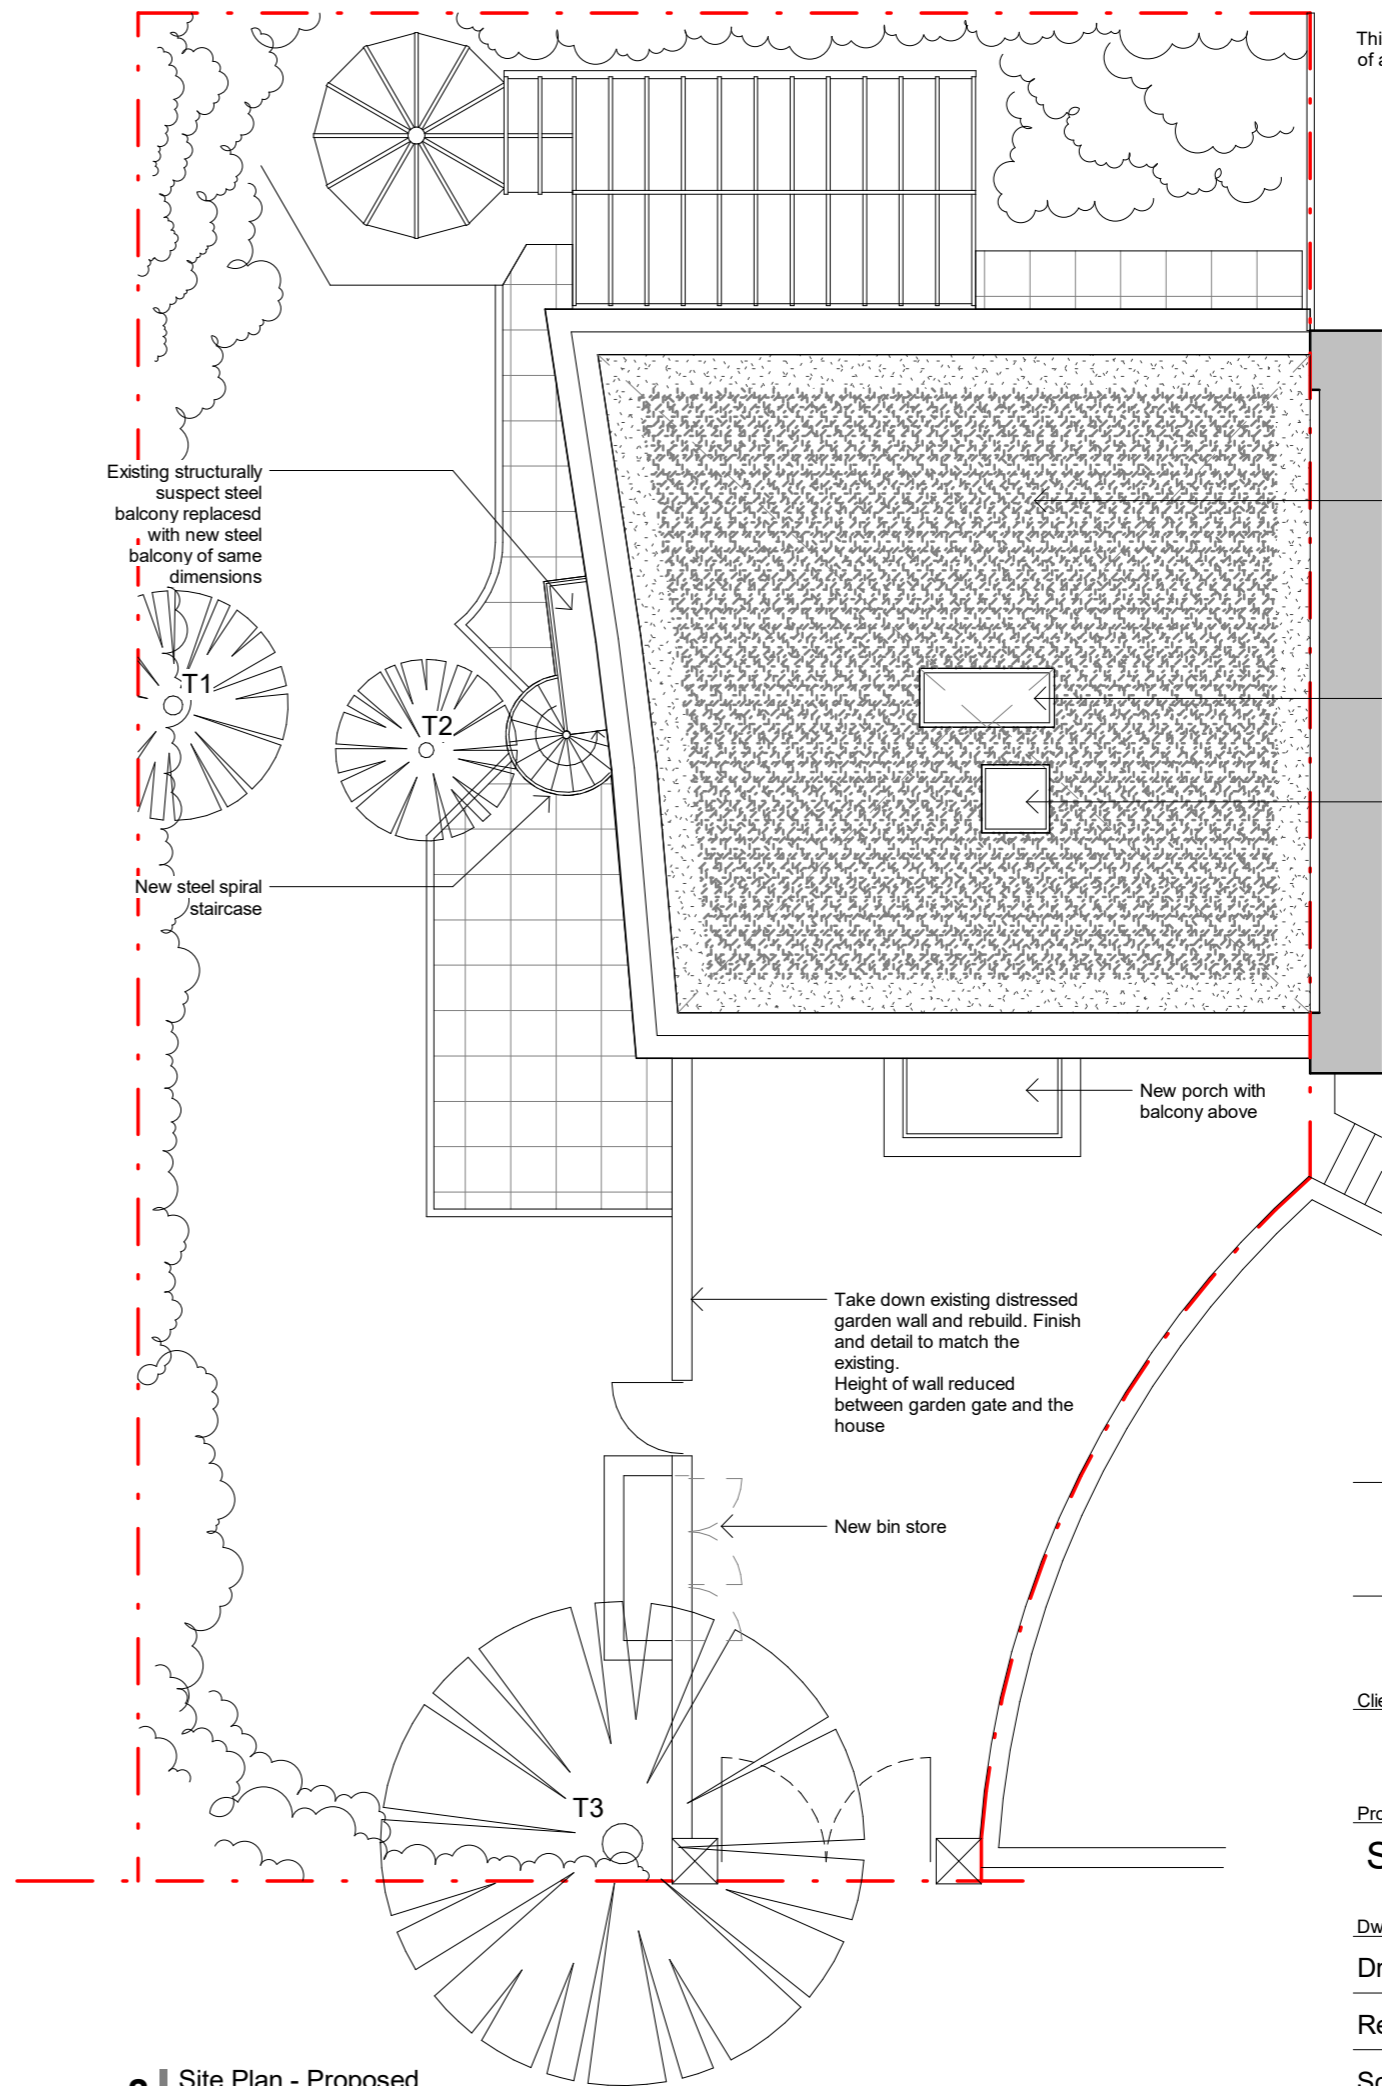 Existing structurally
suspect steel
balcony replacesd
with new steel
balcony of same
dimensions
T1
T2
New steel spiral
staircase
New porch with
balcony above
Take down existing distressed
garden wall and rebuild. Finish
and detail to match the
existing.
Height of wall reduced
between garden gate and the
house
New bin store
T3
Site Plan - Proposed